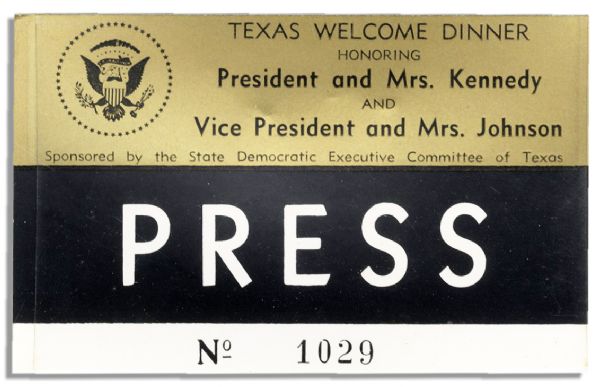 TEXAS WELCOME DINNER
HONORING
President and Mrs. Kennedy
AND
Vice President and Mrs. Johnson
Sponsored by the State Democratic Executive Committee of Texas
PRESS
Nº 1029